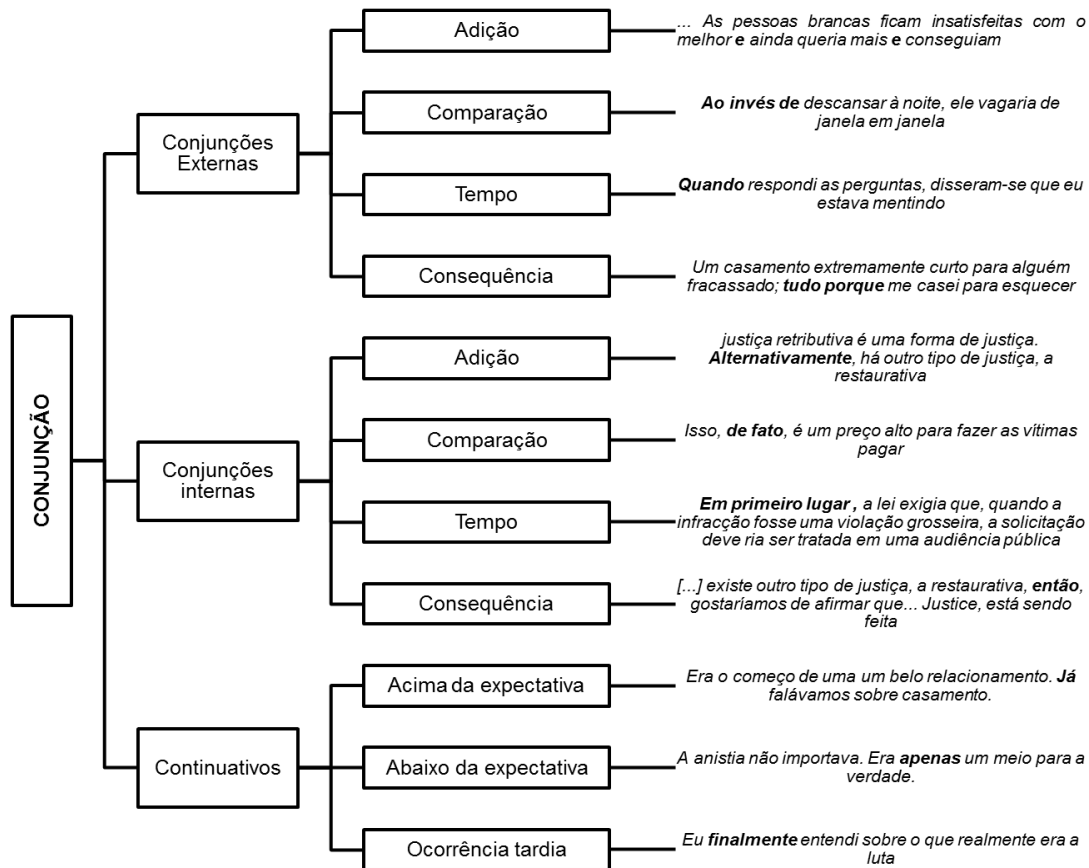 CONJUNÇÃO
Conjunções
Externas
Adição
... As pessoas brancas ficam insatisfeitas com o
melhor e ainda queria mais e conseguiam
Comparação
Ao invés de descansar à noite, ele vagaria de
janela em janela
Tempo
Quando respondi as perguntas, disseram-se que eu
estava mentindo
Consequência
Um casamento extremamente curto para alguém
fracassado; tudo porque me casei para esquecer
Conjunções
internas
Adição
justiça retributiva é uma forma de justiça.
Alternativamente, há outro tipo de justiça, a
restaurativa
Comparação
Isso, de fato, é um preço alto para fazer as vítimas
pagar
Tempo
Em primeiro lugar , a lei exigia que, quando a
infracção fosse uma violação grosseira, a solicitação
deve ria ser tratada em uma audiência pública
Consequência
[...] existe outro tipo de justiça, a restaurativa, então,
gostaríamos de afirmar que... Justice, está sendo
feita
Continuativos
Acima da expectativa
Era o começo de uma um belo relacionamento. Já
falávamos sobre casamento.
Abaixo da expectativa
A anistia não importava. Era apenas um meio para a
verdade.
Ocorrência tardia
Eu finalmente entendi sobre o que realmente era a
luta